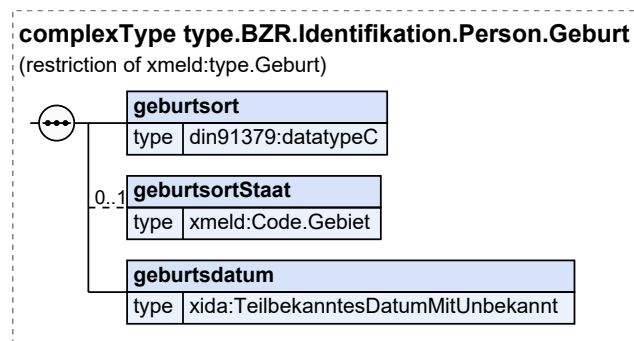 complexType type.BZR.Identifikation.Person.Geburt
(restriction of xmeld:type.Geburt)
geburtsort
type din91379:datatypeC
0..1 geburtsortStaat
type xmeld:Code.Gebiet
geburtsdatum
type xida:TeilbekanntesDatumMitUnbekannt